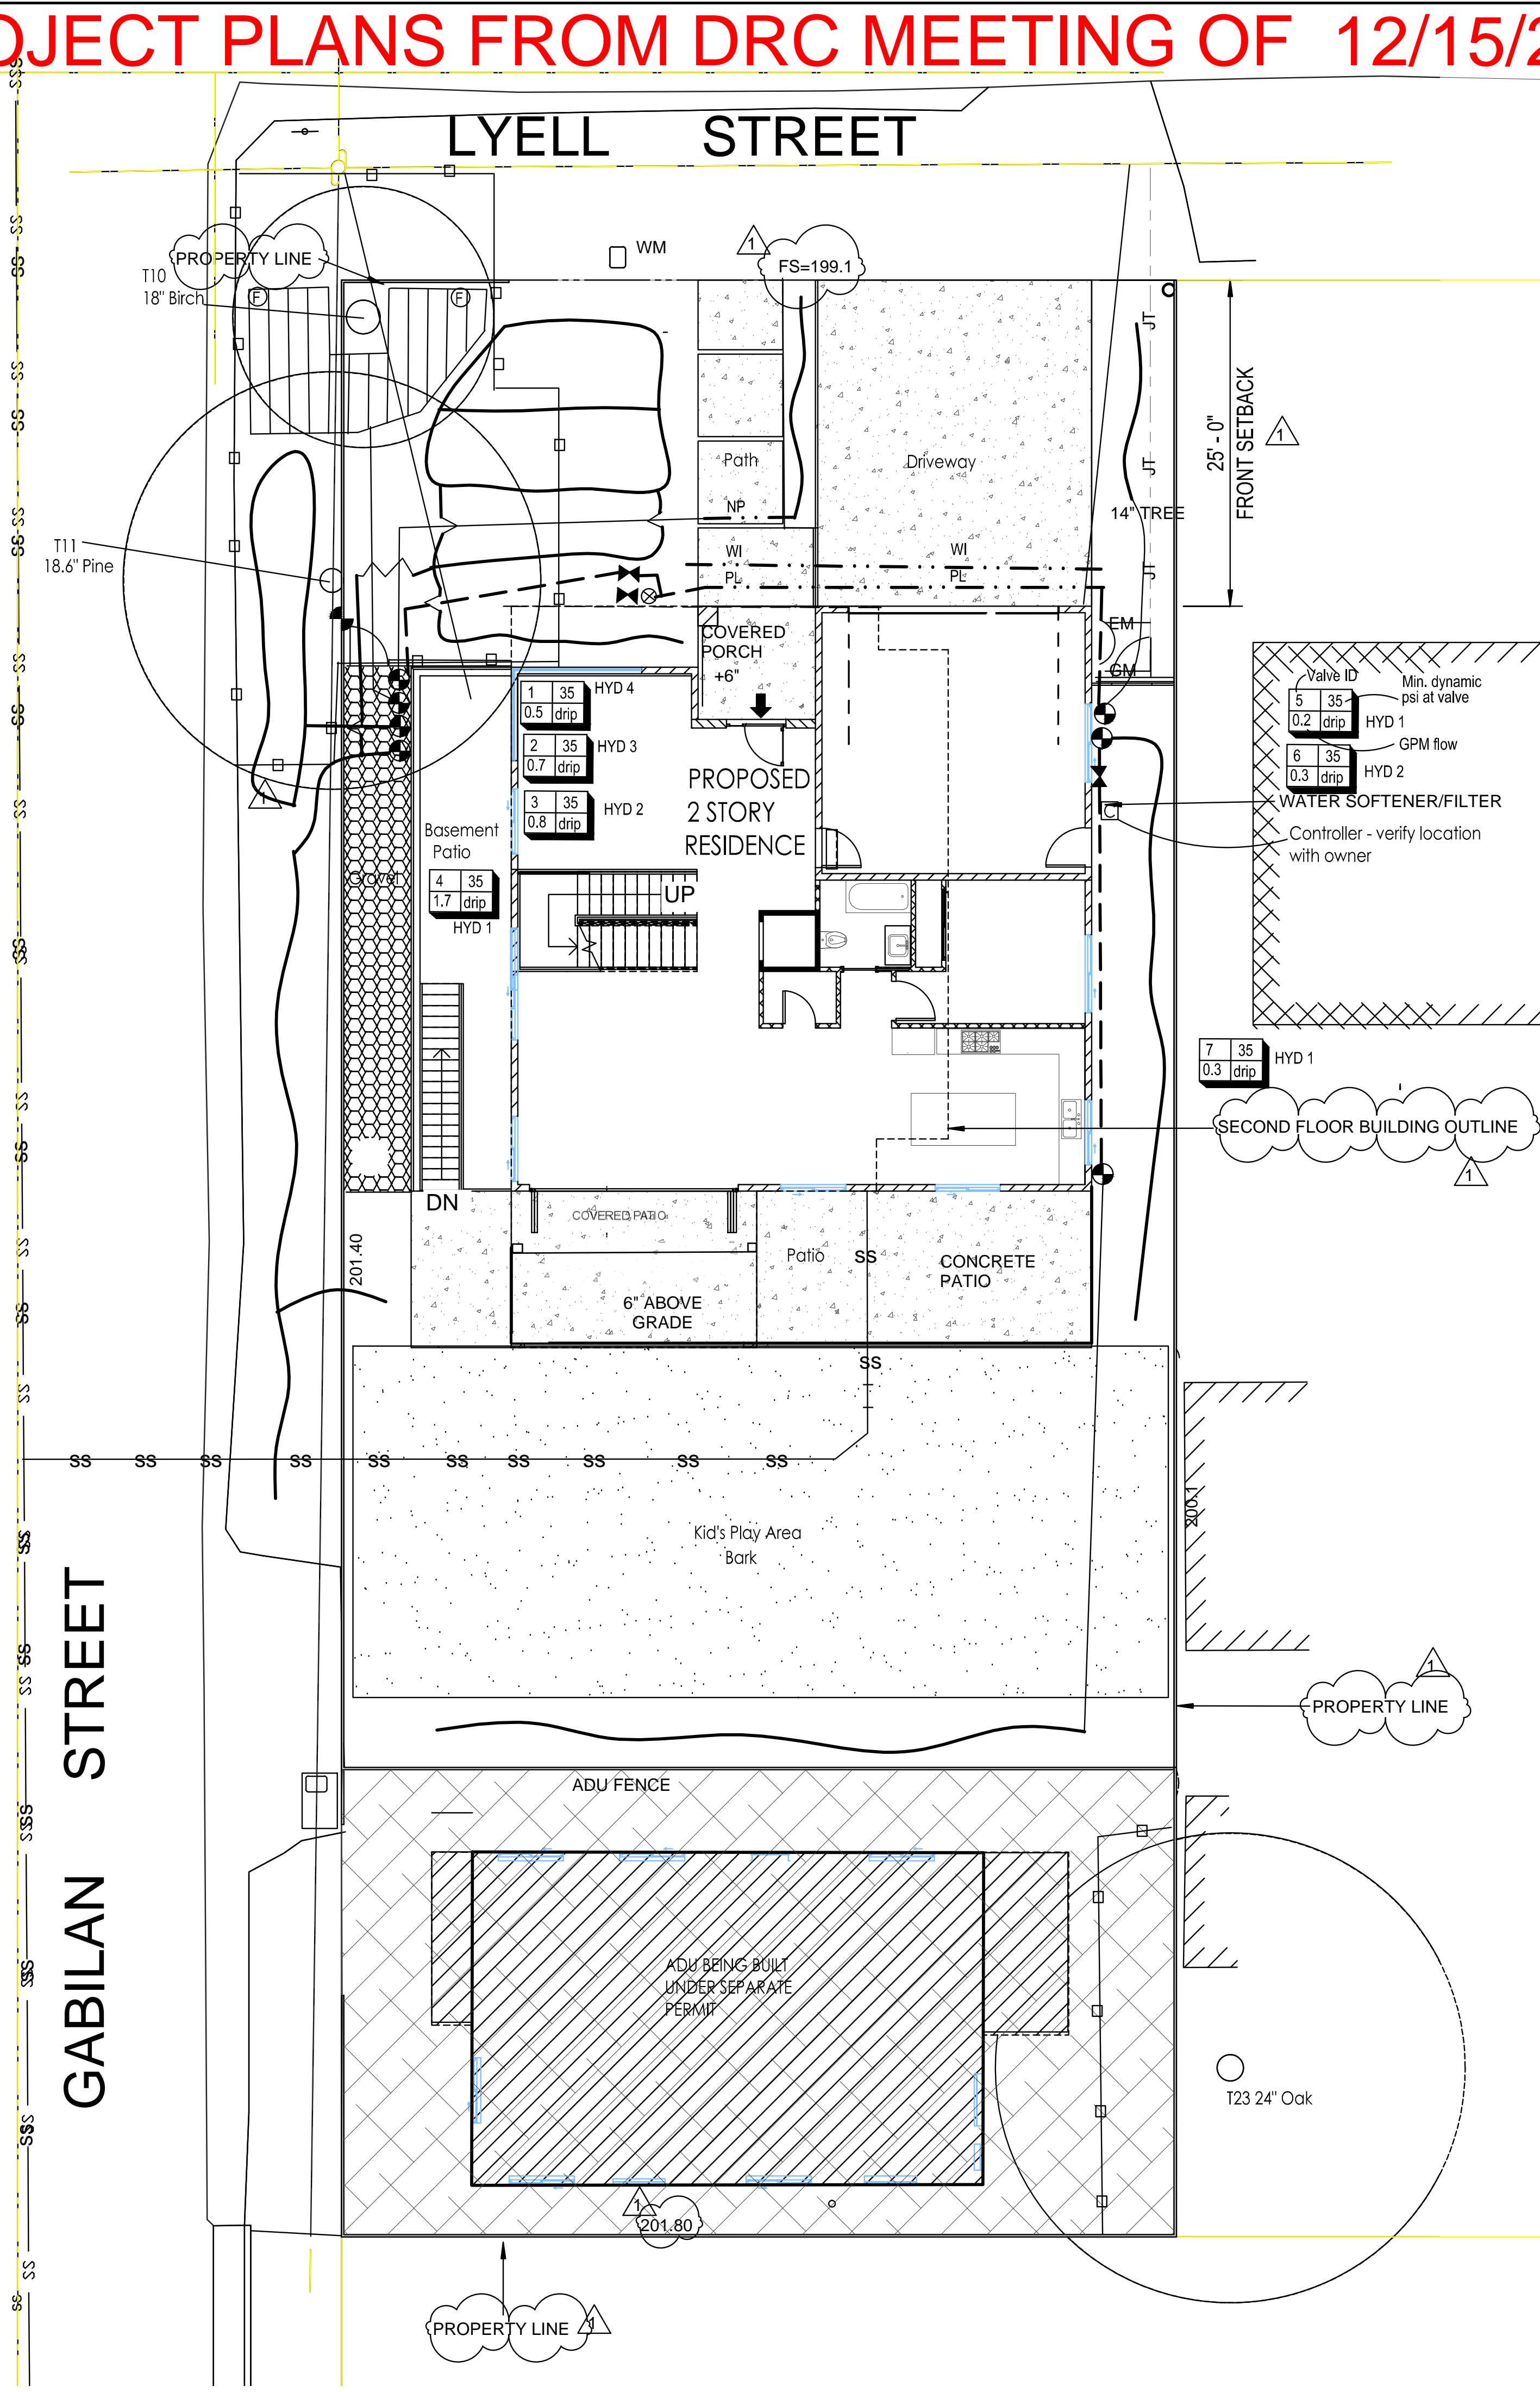 OJECT PLANS FROM DRC MEETING OF 12/15/2
LYELL STREET
PROPERTY LINE
T10
18" Birch
F
F
WM
1
FS=199.1
JT
25' - 0"
FRONT SETBACK
1
Path
Driveway
JT
NP
14" TREE
T11
18.6" Pine
WI
PL
WI
PL
JT
COVERED
PORCH
+6"
EM
GM
1 35
0.5 drip
HYD 4
2 35
0.7 drip
HYD 3
3 35
0.8 drip
HYD 2
PROPOSED
2 STORY
RESIDENCE
Valve ID
Min. dynamic
psi at valve
5 35
0.2 drip
HYD 1
GPM flow
6 35
0.3 drip
HYD 2
WATER SOFTENER/FILTER
C
Controller - verify location
with owner
1
Basement
Patio
Gravel
4 35
1.7 drip
HYD 1
UP
7 35
0.3 drip
HYD 1
SECOND FLOOR BUILDING OUTLINE
1
DN
201.40
COVERED PATIO
Patio
SS
CONCRETE
PATIO
6" ABOVE
GRADE
SS
SS SS SS SS SS SS SS SS SS SS
200.1
Kid's Play Area
Bark
GABILAN STREET
1
PROPERTY LINE
ADU FENCE
ADU BEING BUILT
UNDER SEPARATE
PERMIT
T23 24" Oak
1
201.80
PROPERTY LINE
1